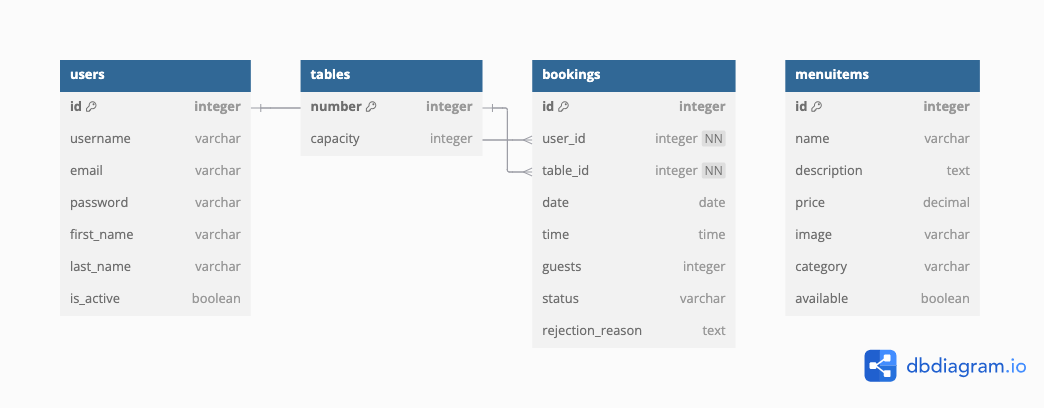 users
id integer
username varchar
email varchar
password varchar
first_name varchar
last_name varchar
is_active boolean
tables
number integer
capacity integer
bookings
id integer
user_id integer NN
table_id integer NN
date date
time time
guests integer
status varchar
rejection_reason text
menuitems
id integer
name varchar
description text
price decimal
image varchar
category varchar
available boolean
dbdiagram.io